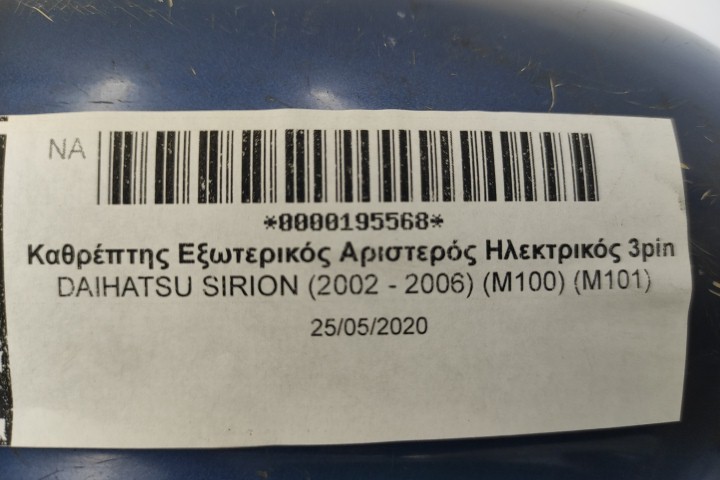 NA
*0000195568*
Καθρέπτης Εξωτερικός Αριστερός Ηλεκτρικός 3pin
DAIHATSU SIRION (2002 - 2006) (M100) (M101)
25/05/2020